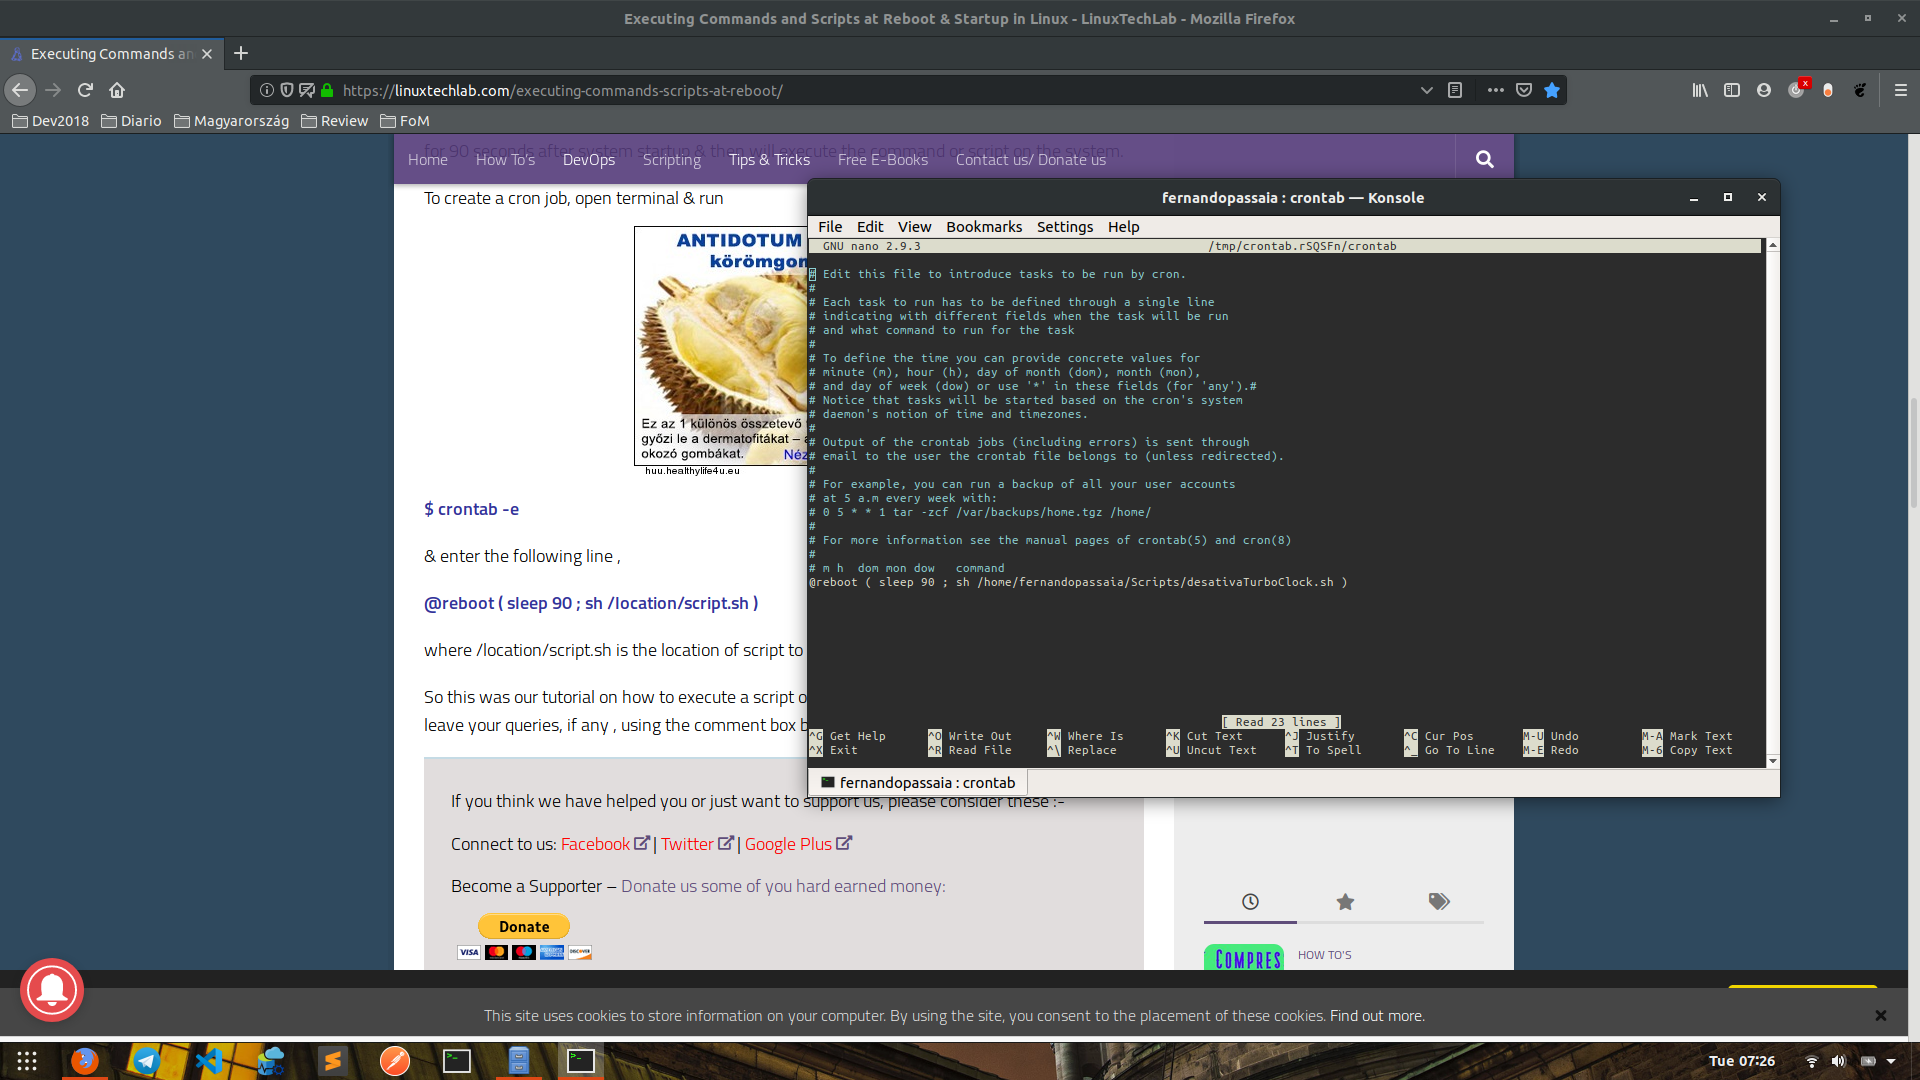 Executing Commands and Scripts at Reboot & Startup in Linux - LinuxTechLab - Mozilla Firefox
Executing Commands an
https://linuxtechlab.com/executing-commands-scripts-at-reboot/
Dev2018
Diario
Magyarország
Review
FoM
for 90 seconds after system startup & then will execute the command or script on the system.
Home
How To's
DevOps
Scripting
Tips & Tricks
Free E-Books
Contact us/ Donate us
To create a cron job, open terminal & run
ANTIDOTUM
körömgon
Ez az 1 különös összetevő
győzi le a dermatofitákat – a
okozó gombákat.
Néz
huu.healthylife4u.eu
$ crontab -e
& enter the following line ,
@reboot ( sleep 90 ; sh /location/script.sh )
where /location/script.sh is the location of script to
So this was our tutorial on how to execute a script o
leave your queries, if any , using the comment box b
fernandopassaia : crontab — Konsole
File
Edit
View
Bookmarks
Settings
Help
GNU nano 2.9.3
/tmp/crontab.rSQSFn/crontab
# Edit this file to introduce tasks to be run by cron.
#
# Each task to run has to be defined through a single line
# indicating with different fields when the task will be run
# and what command to run for the task
#
# To define the time you can provide concrete values for
# minute (m), hour (h), day of month (dom), month (mon),
# and day of week (dow) or use '*' in these fields (for 'any').#
# Notice that tasks will be started based on the cron's system
# daemon's notion of time and timezones.
#
# Output of the crontab jobs (including errors) is sent through
# email to the user the crontab file belongs to (unless redirected).
#
# For example, you can run a backup of all your user accounts
# at 5 a.m every week with:
# 0 5 * * 1 tar -zcf /var/backups/home.tgz /home/
#
# For more information see the manual pages of crontab(5) and cron(8)
#
# m h  dom mon dow   command
@reboot ( sleep 90 ; sh /home/fernandopassaia/Scripts/desativaTurboClock.sh )
[ Read 23 lines ]
^G Get Help ^O Write Out ^W Where Is ^K Cut Text ^J Justify ^C Cur Pos M-U Undo M-A Mark Text
^X Exit ^R Read File ^\ Replace ^U Uncut Text ^T To Spell ^_ Go To Line M-E Redo M-6 Copy Text
fernandopassaia : crontab
If you think we have helped you or just want to support us, please consider these :-
Connect to us: Facebook | Twitter | Google Plus
Become a Supporter – Donate us some of you hard earned money:
Donate
VISA
DISCOVER
COMPRES
HOW TO'S
This site uses cookies to store information on your computer. By using the site, you consent to the placement of these cookies. Find out more.
Tue 07:26